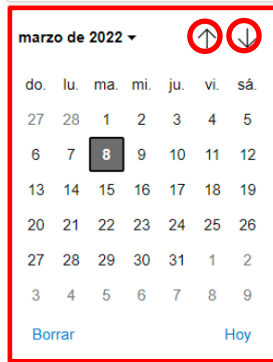 marzo de 2022
do. lu. ma. mi. ju. vi. sá.
27 28 1 2 3 4 5
6 7 8 9 10 11 12
13 14 15 16 17 18 19
20 21 22 23 24 25 26
27 28 29 30 31 1 2
3 4 5 6 7 8 9
Borrar Hoy